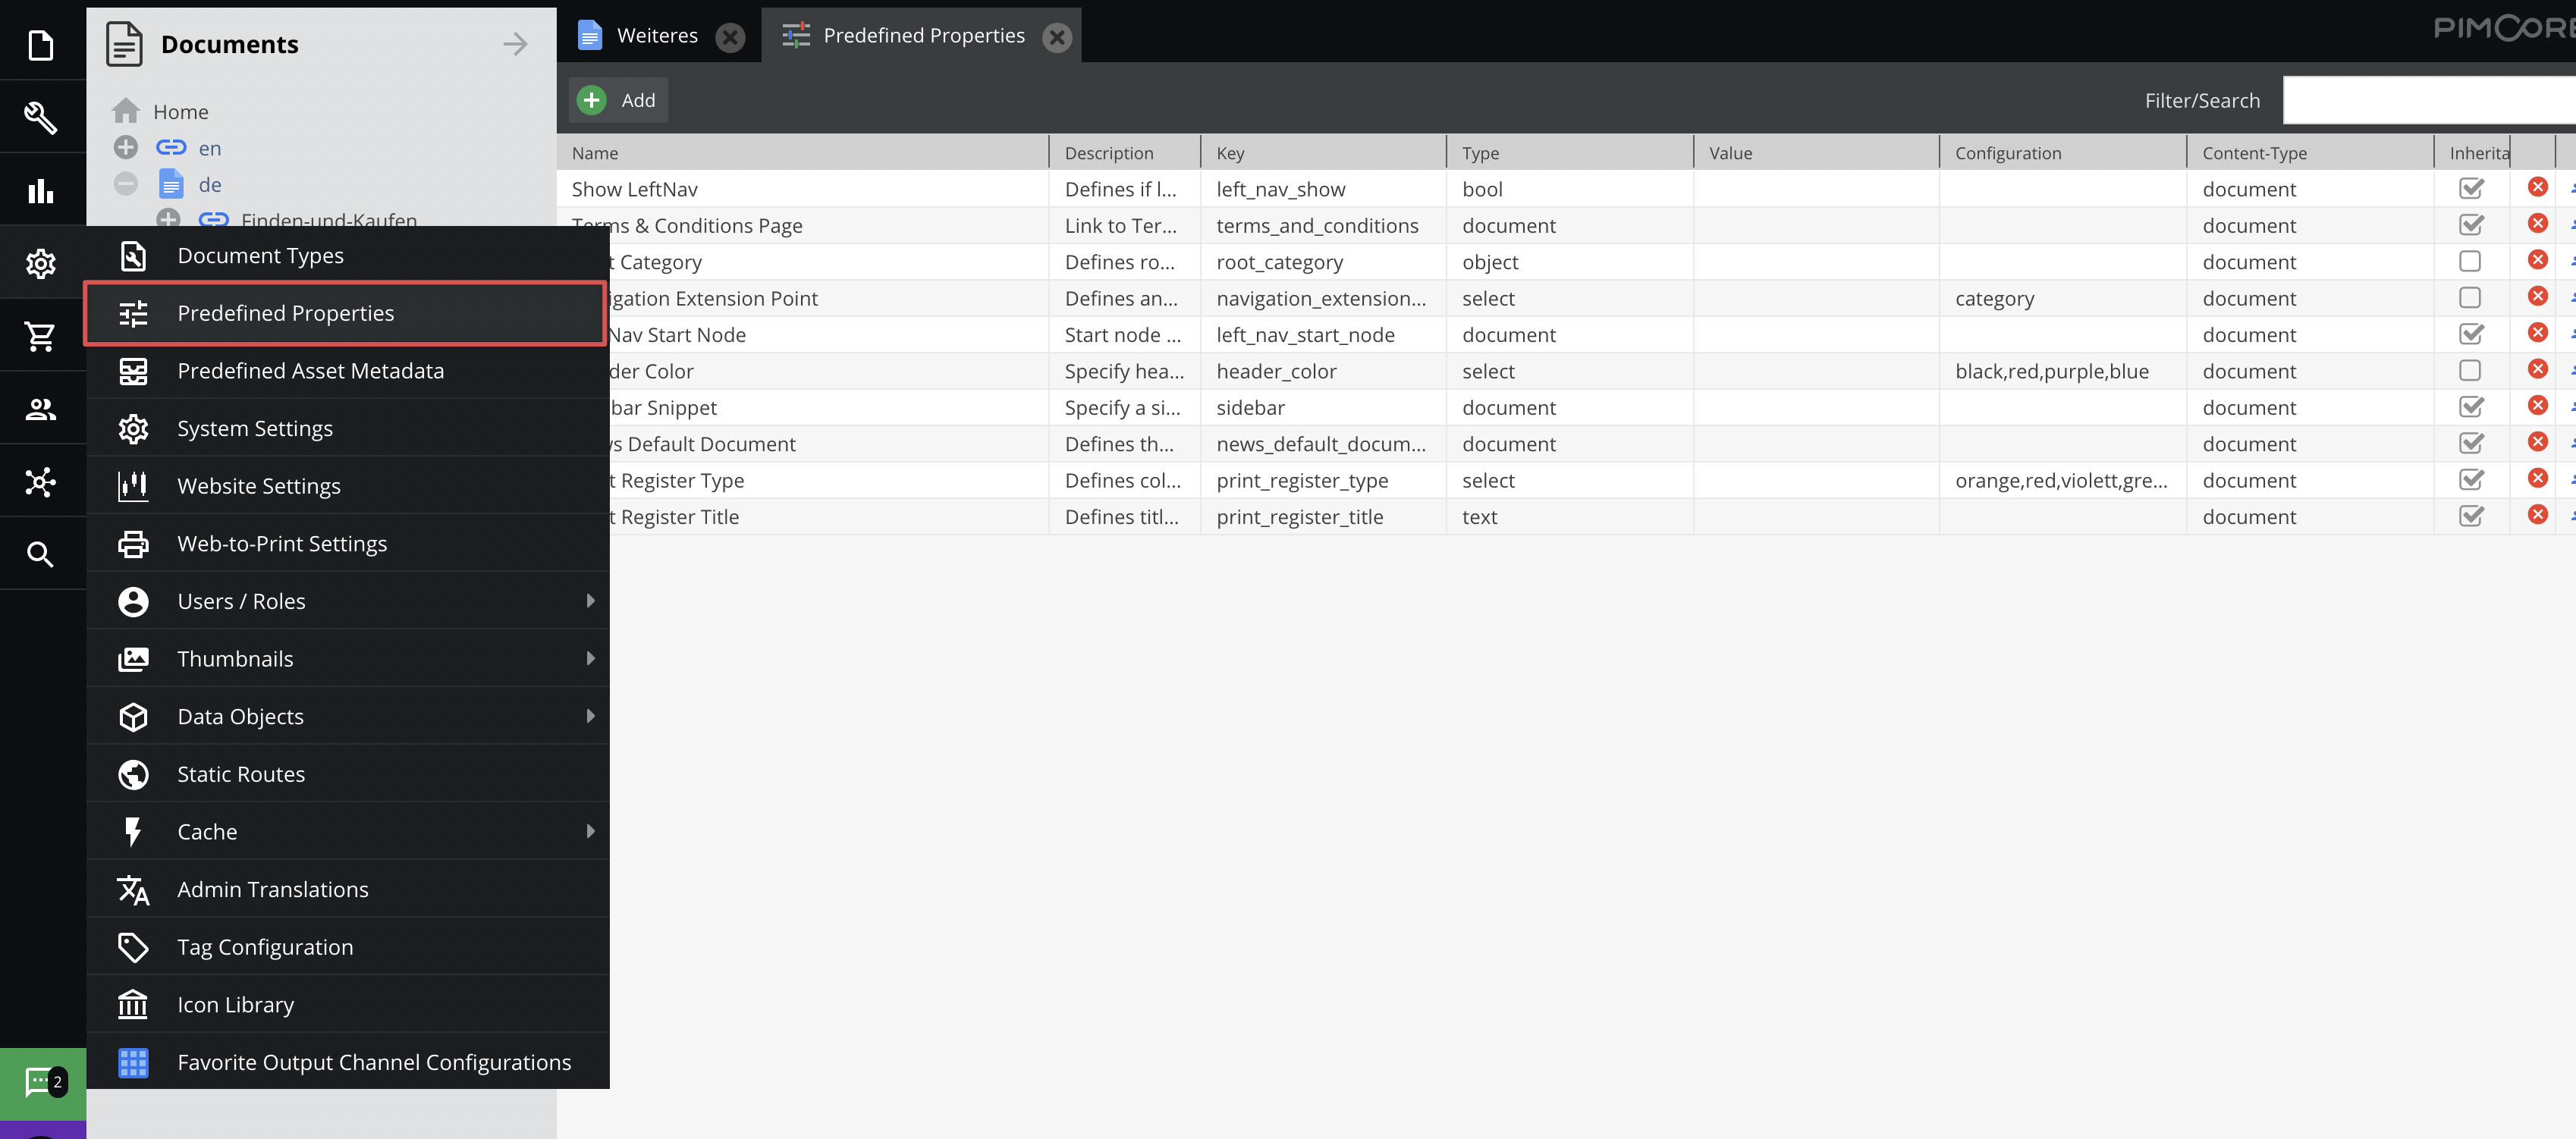 Documents
Weiteres
Predefined Properties
PIMCORE
Home
Add
Filter/Search
en
de
Finden-und-Kaufen
Document Types
Predefined Properties
Predefined Asset Metadata
System Settings
Website Settings
Web-to-Print Settings
Users / Roles
Thumbnails
Data Objects
Static Routes
Cache
Admin Translations
Tag Configuration
Icon Library
Favorite Output Channel Configurations
2
Name Description Key Type Value Configuration Content-Type Inherita
Show LeftNav Defines if l... left_nav_show bool document
Terms & Conditions Page Link to Ter... terms_and_conditions document document
t Category Defines ro... root_category object document
igation Extension Point Defines an... navigation_extension... select category document
Nav Start Node Start node ... left_nav_start_node document document
der Color Specify hea... header_color select black,red,purple,blue document
bar Snippet Specify a si... sidebar document document
s Default Document Defines th... news_default_docum... document document
t Register Type Defines col... print_register_type select orange,red,violett,gre... document
t Register Title Defines titl... print_register_title text document